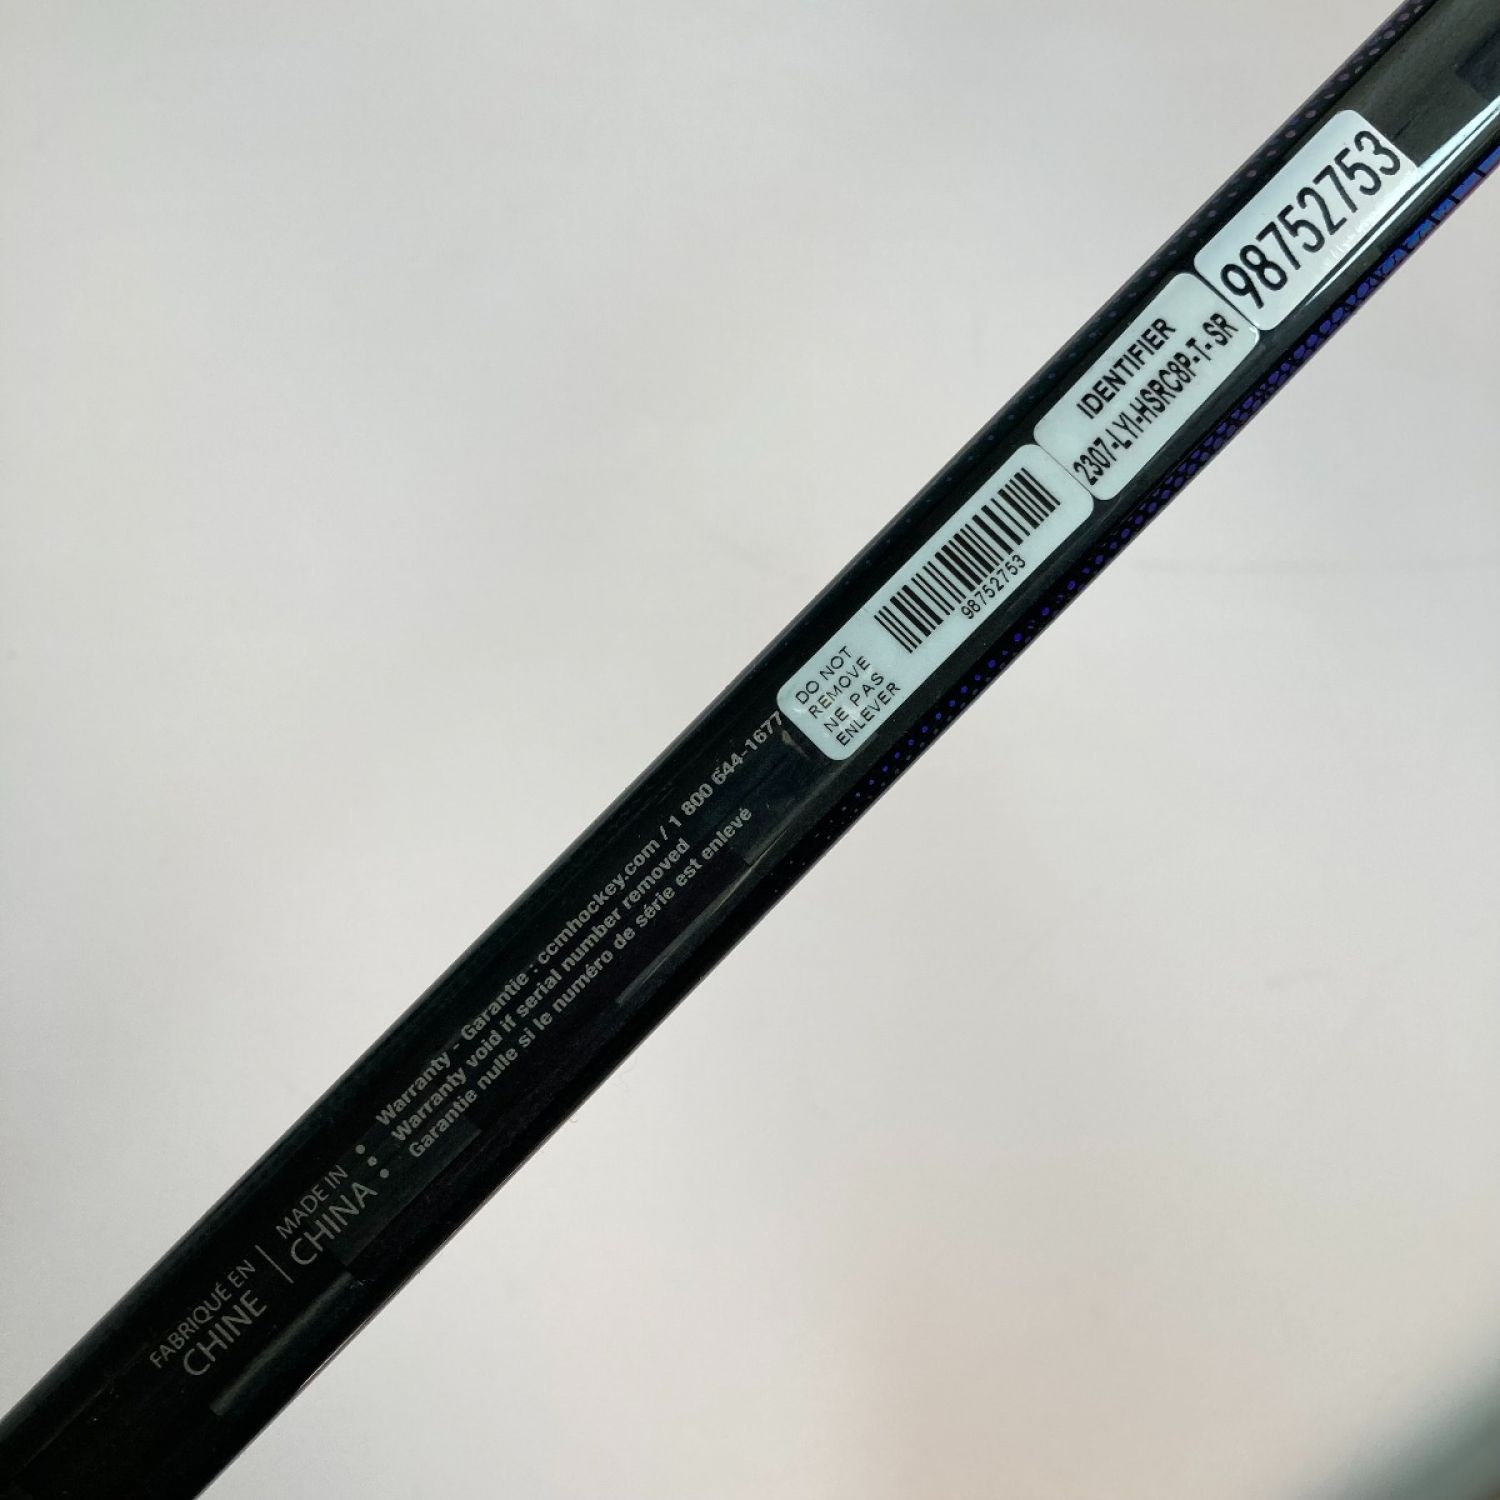 FABRIQUÉ EN
CHINE
MADE IN
CHINA
• Warranty - Garantie : ccmhockey.com / 1 800 644-1677
• Warranty void if serial number removed
• Garantie nulle si le numéro de série est enlevé
DO NOT
REMOVE
NE PAS
ENLEVER
98752753
IDENTIFIER
2307-LYI-HSRC8P-T-SR
98752753